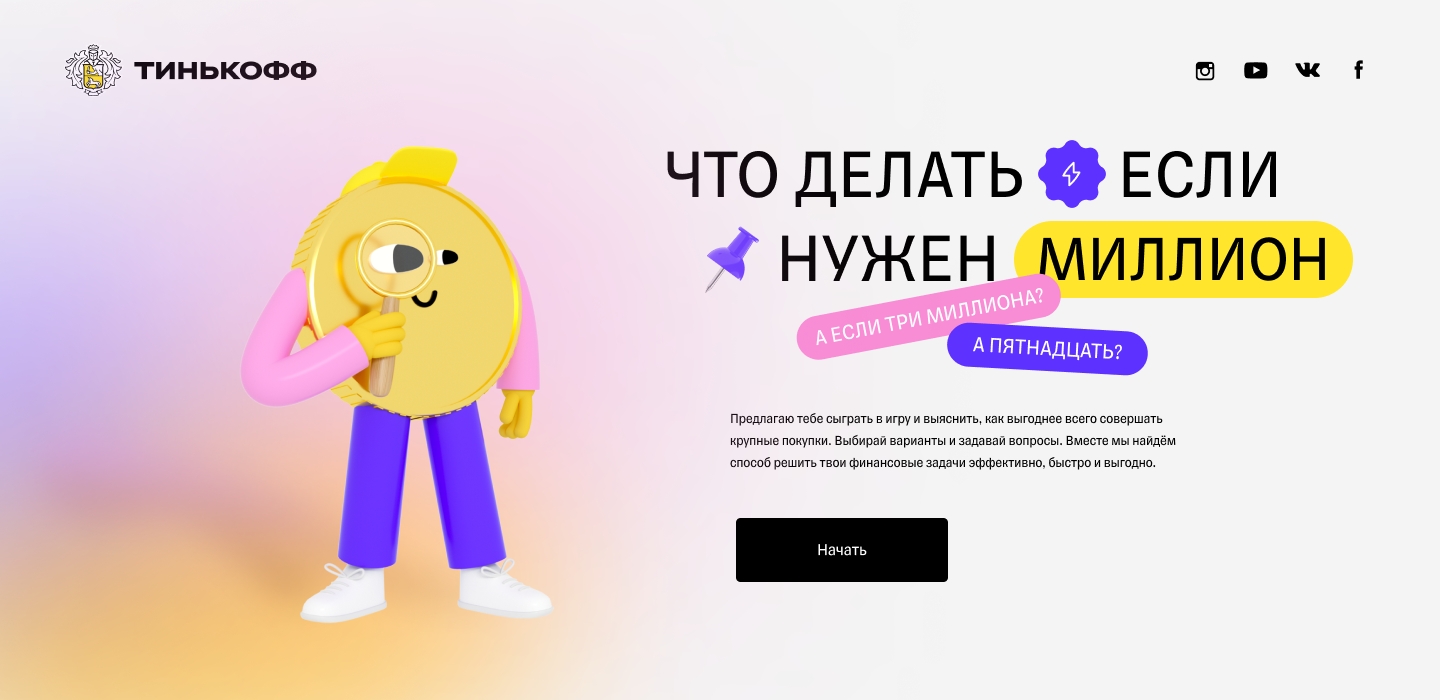 ТИНЬКОФФ
ЧТО ДЕЛАТЬ ЕСЛИ
НУЖЕН МИЛЛИОН
А ЕСЛИ ТРИ МИЛЛИОНА?
А ПЯТНАДЦАТЬ?
Предлагаю тебе сыграть в игру и выяснить, как выгоднее всего совершать
крупные покупки. Выбирай варианты и задавай вопросы. Вместе мы найдём
способ решить твои финансовые задачи эффективно, быстро и выгодно.
Начать